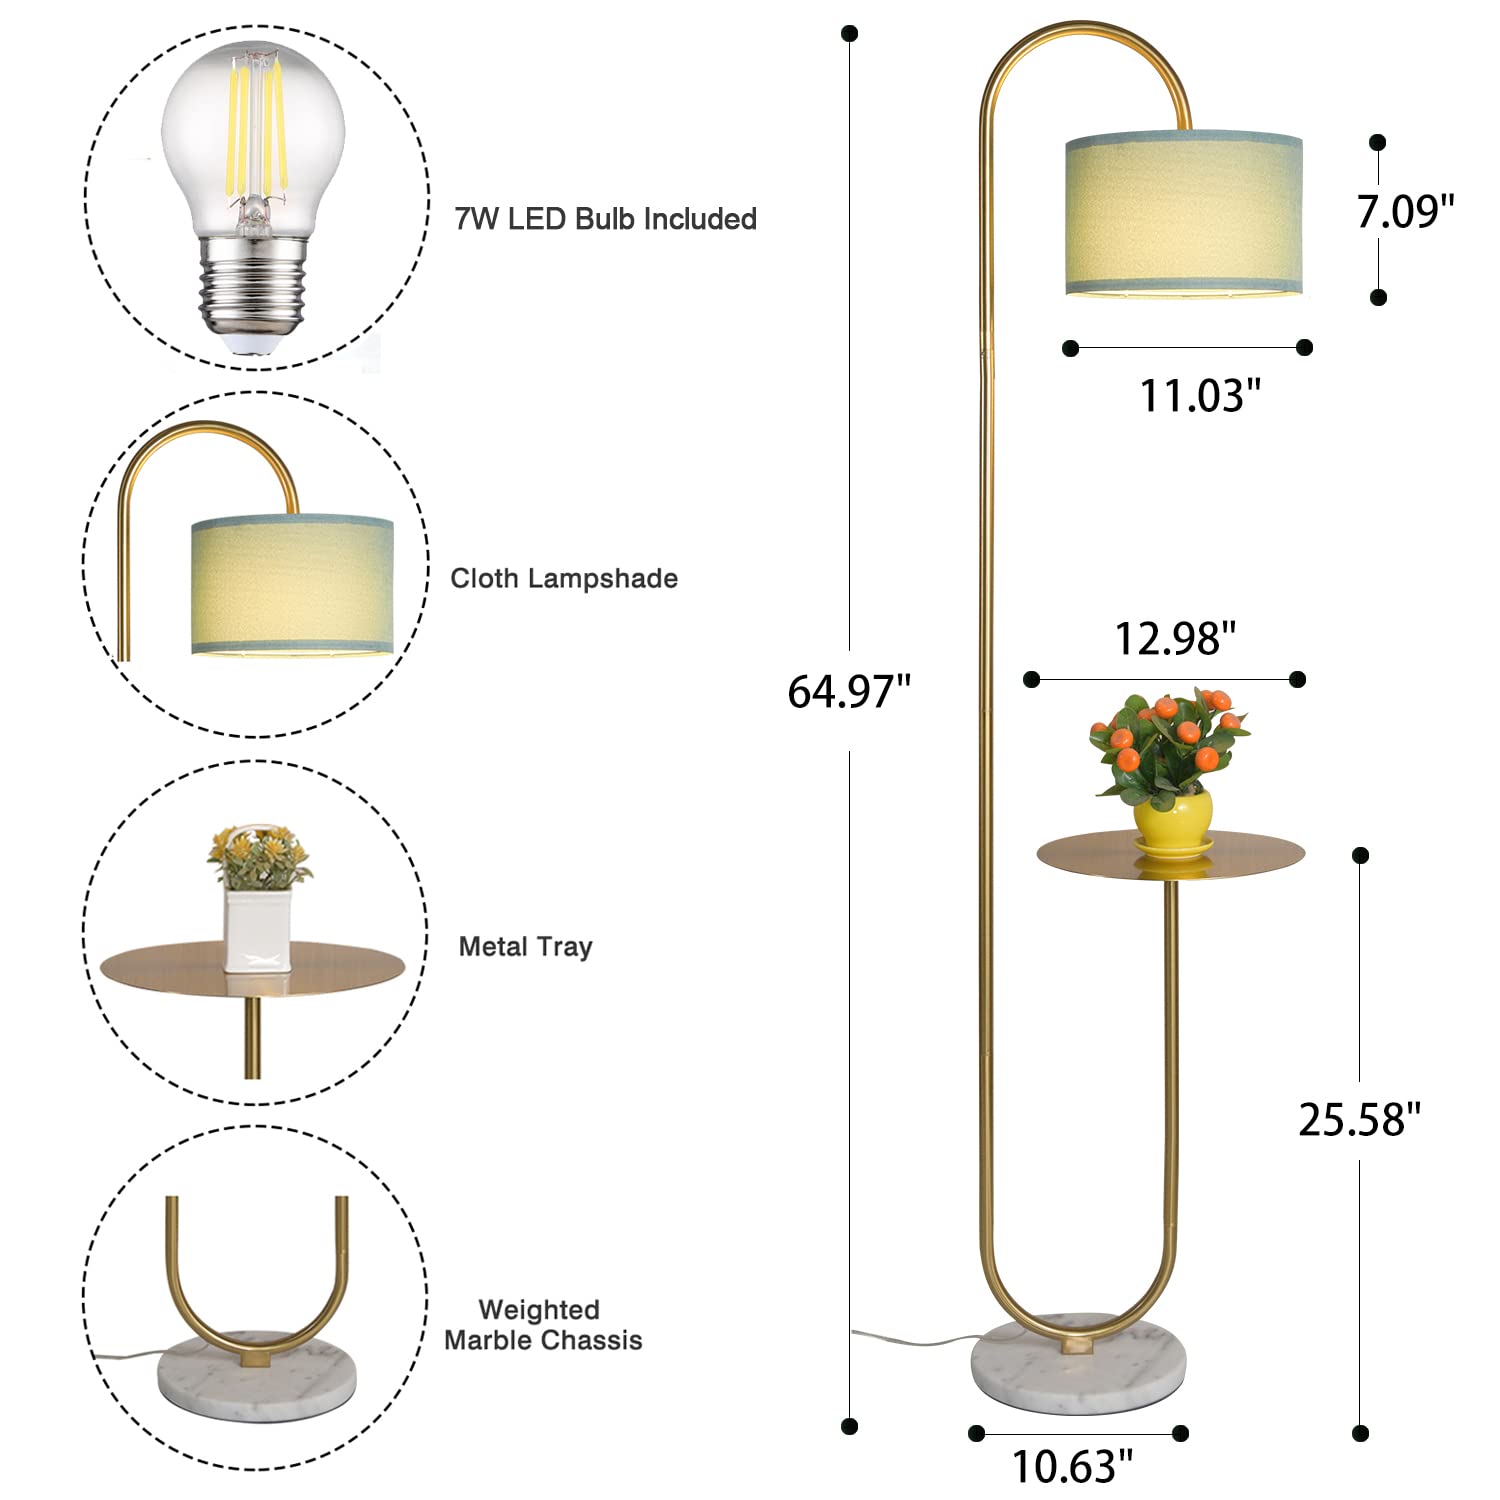 7W LED Bulb Included
Cloth Lampshade
Metal Tray
Weighted
Marble Chassis
64.97"
7.09"
11.03"
12.98"
25.58"
10.63"